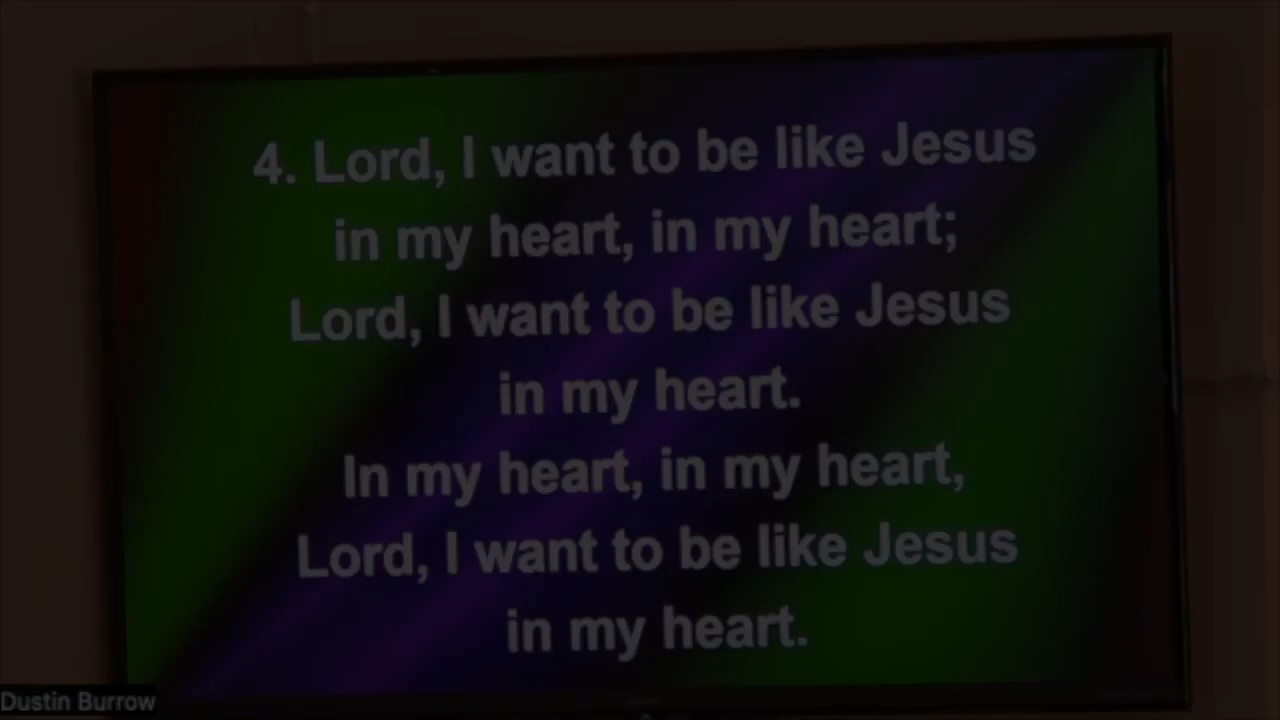 4. Lord, I want to be like Jesus
in my heart, in my heart;
Lord, I want to be like Jesus
in my heart.
In my heart, in my heart,
Lord, I want to be like Jesus
in my heart.
Dustin Burrow